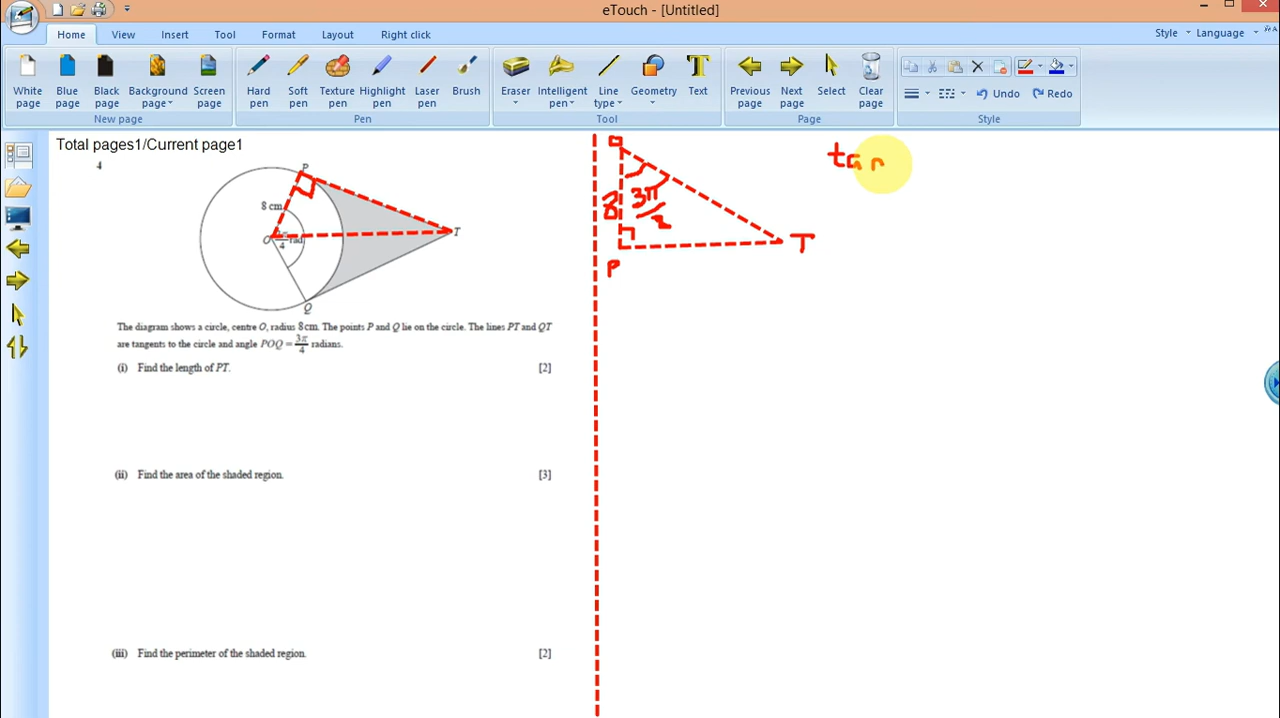 eTouch - [Untitled]
Home View Insert Tool Format Layout Right click
Style Language
White page
Blue page
Black page
Background page
Screen page
Hard pen
Soft pen
Texture pen
Highlight pen
Laser pen
Brush
Eraser
Intelligent pen
Line type
Geometry
Text
Previous page
Next page
Select
Clear page
Undo Redo
New page Pen Tool Page Style
Total pages1/Current page1
4
P
8 cm
O
3π/4 rad
T
Q
The diagram shows a circle, centre O, radius 8 cm. The points P and Q lie on the circle. The lines PT and QT
are tangents to the circle and angle POQ = 3π/4 radians.
(i) Find the length of PT. [2]
(ii) Find the area of the shaded region. [3]
(iii) Find the perimeter of the shaded region. [2]
O
8
3π/2
P
T
tan